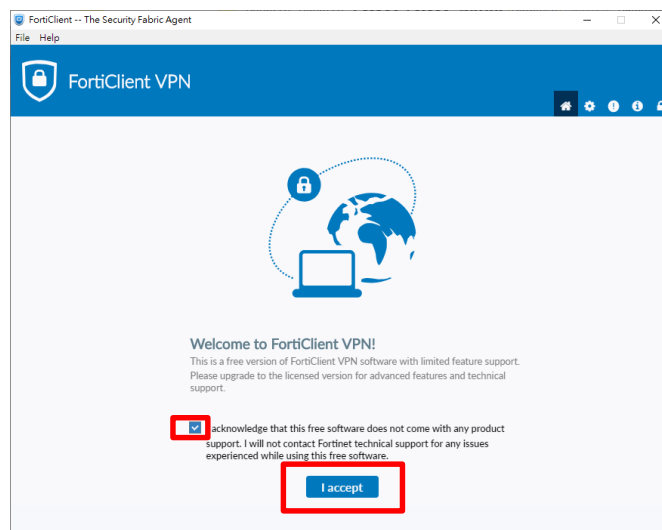 FortiClient -- The Security Fabric Agent
File Help
FortiClient VPN
Welcome to FortiClient VPN!
This is a free version of FortiClient VPN software with limited feature support.
Please upgrade to the licensed version for advanced features and technical
support.
acknowledge that this free software does not come with any product
support. I will not contact Fortinet technical support for any issues
experienced while using this free software.
I accept